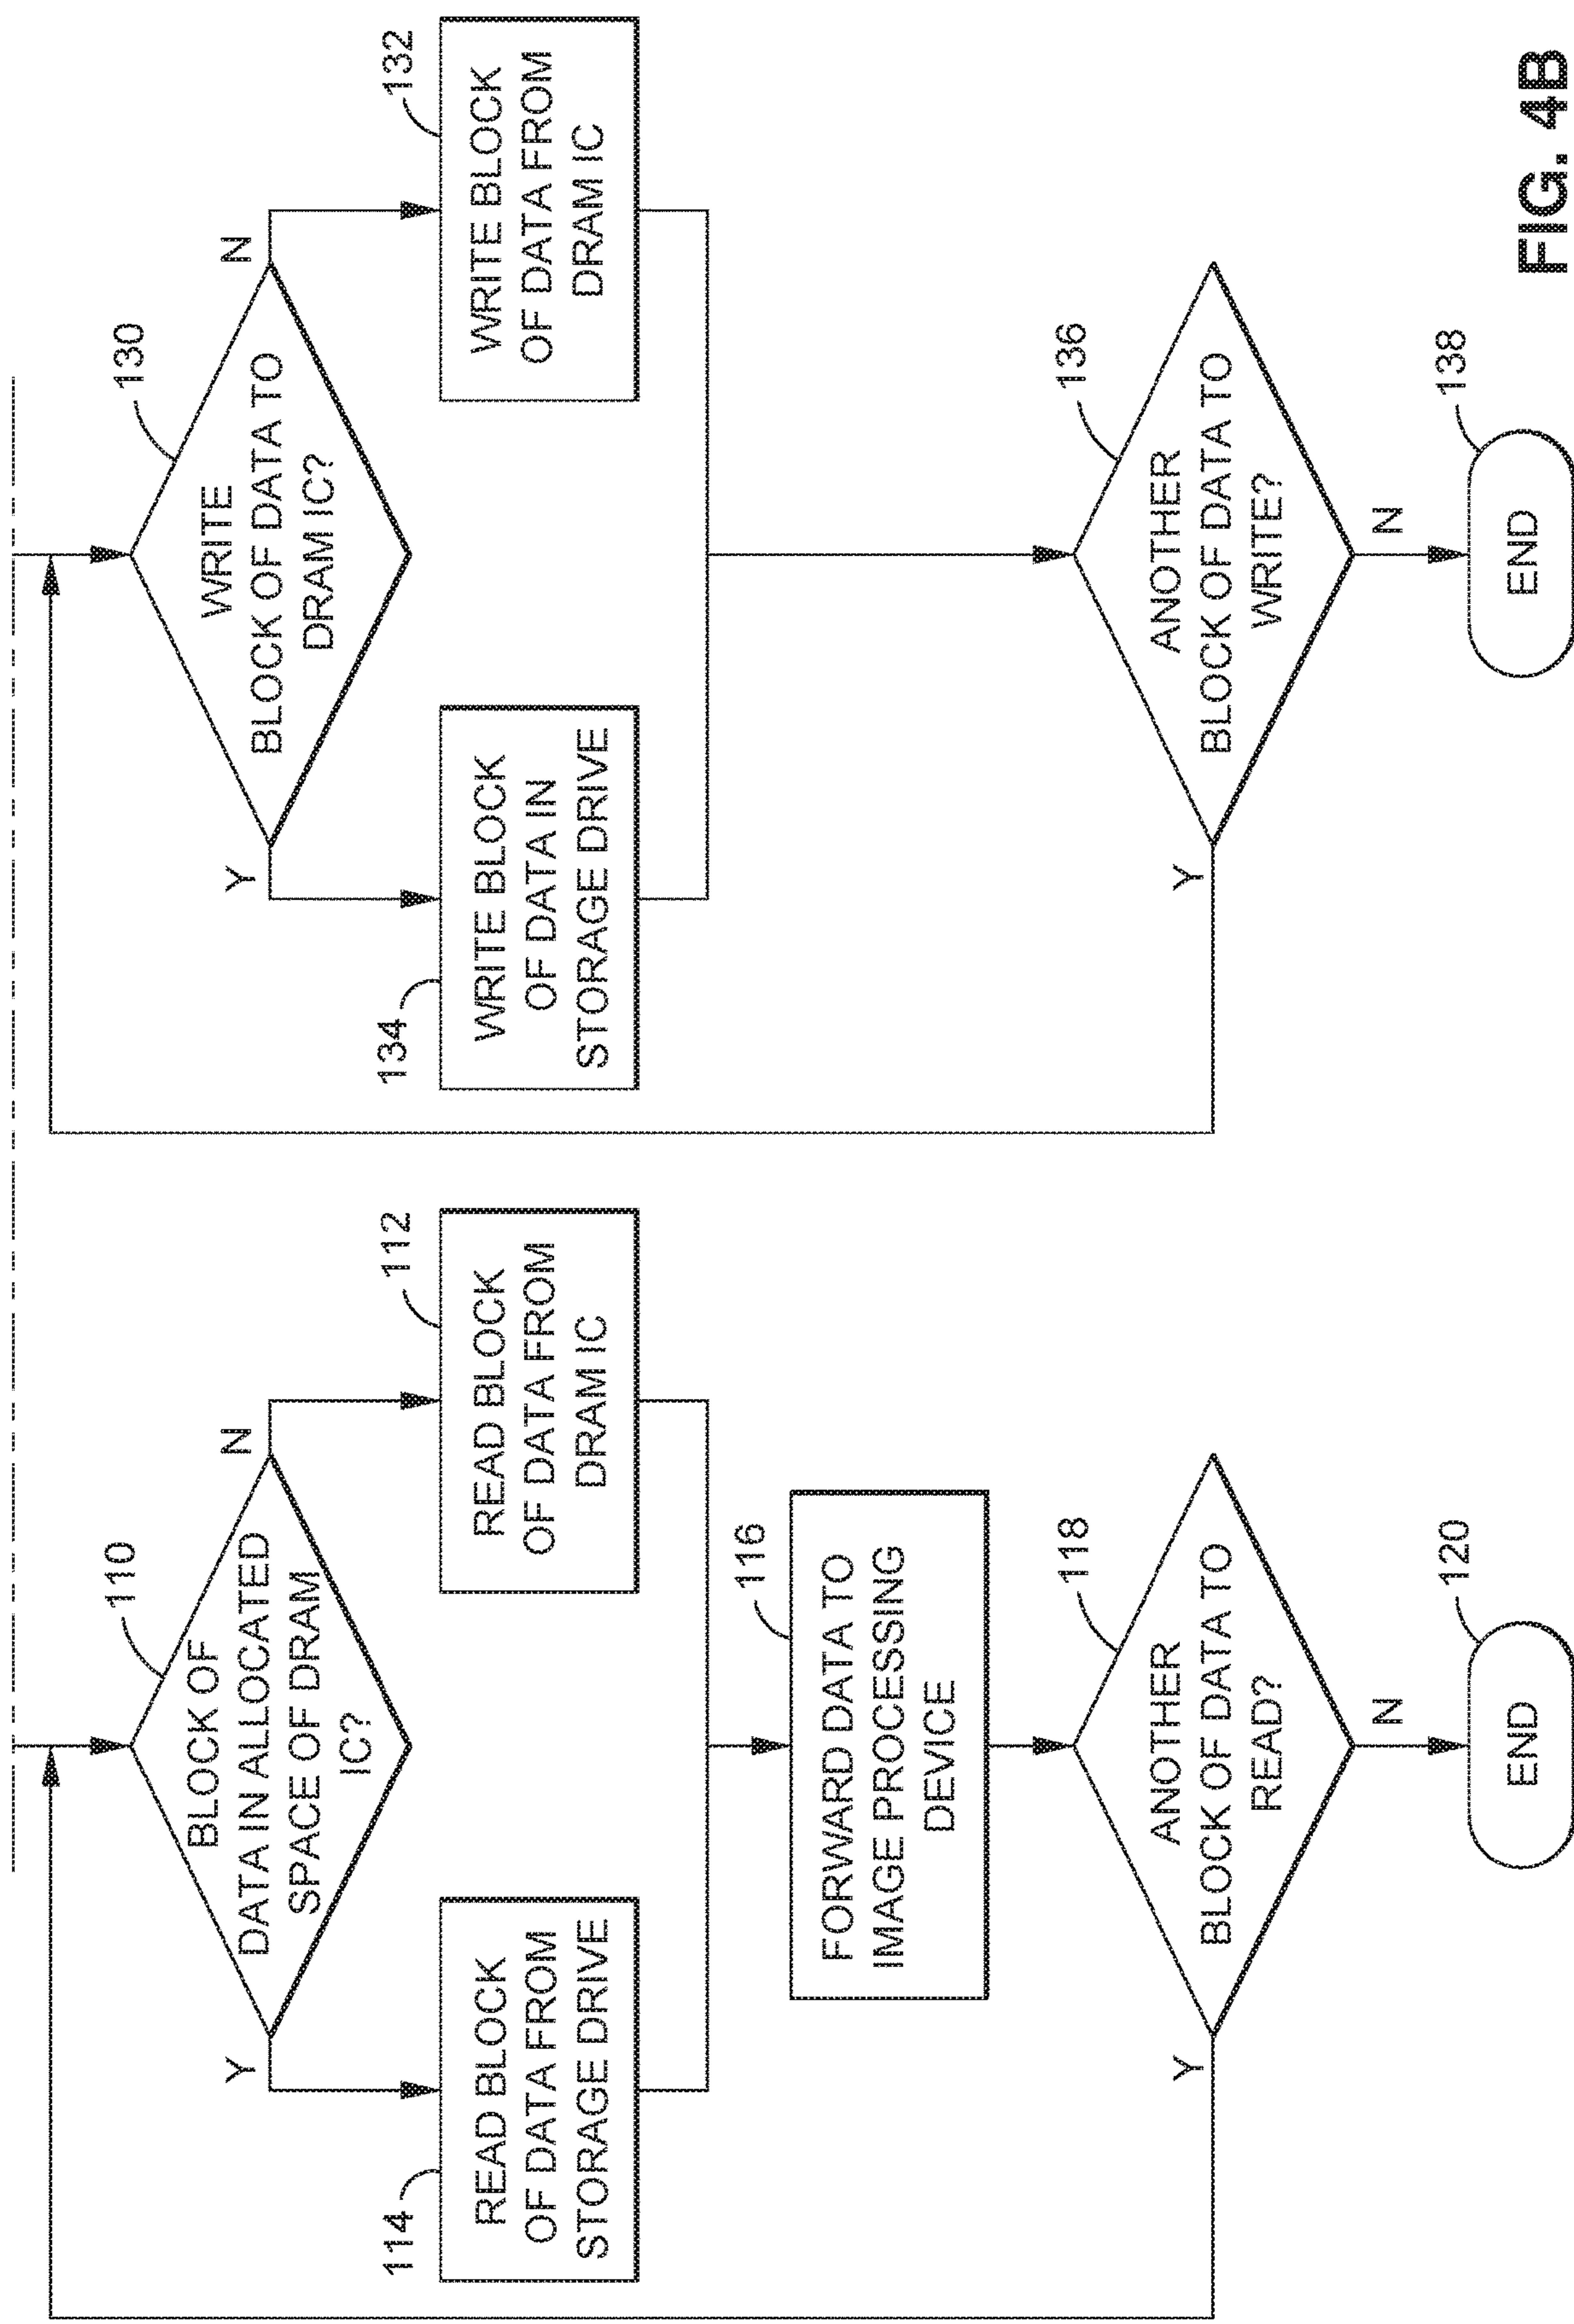 110
BLOCK OF
DATA IN ALLOCATED
SPACE OF DRAM
IC?
Y
N
114
READ BLOCK
OF DATA FROM
STORAGE DRIVE
112
READ BLOCK
OF DATA FROM
DRAM IC
116
FORWARD DATA TO
IMAGE PROCESSING
DEVICE
118
ANOTHER
BLOCK OF DATA TO
READ?
Y
N
120
END
130
WRITE
BLOCK OF DATA TO
DRAM IC?
Y
N
134
WRITE BLOCK
OF DATA IN
STORAGE DRIVE
132
WRITE BLOCK
OF DATA FROM
DRAM IC
136
ANOTHER
BLOCK OF DATA TO
WRITE?
Y
N
138
END
FIG. 4B